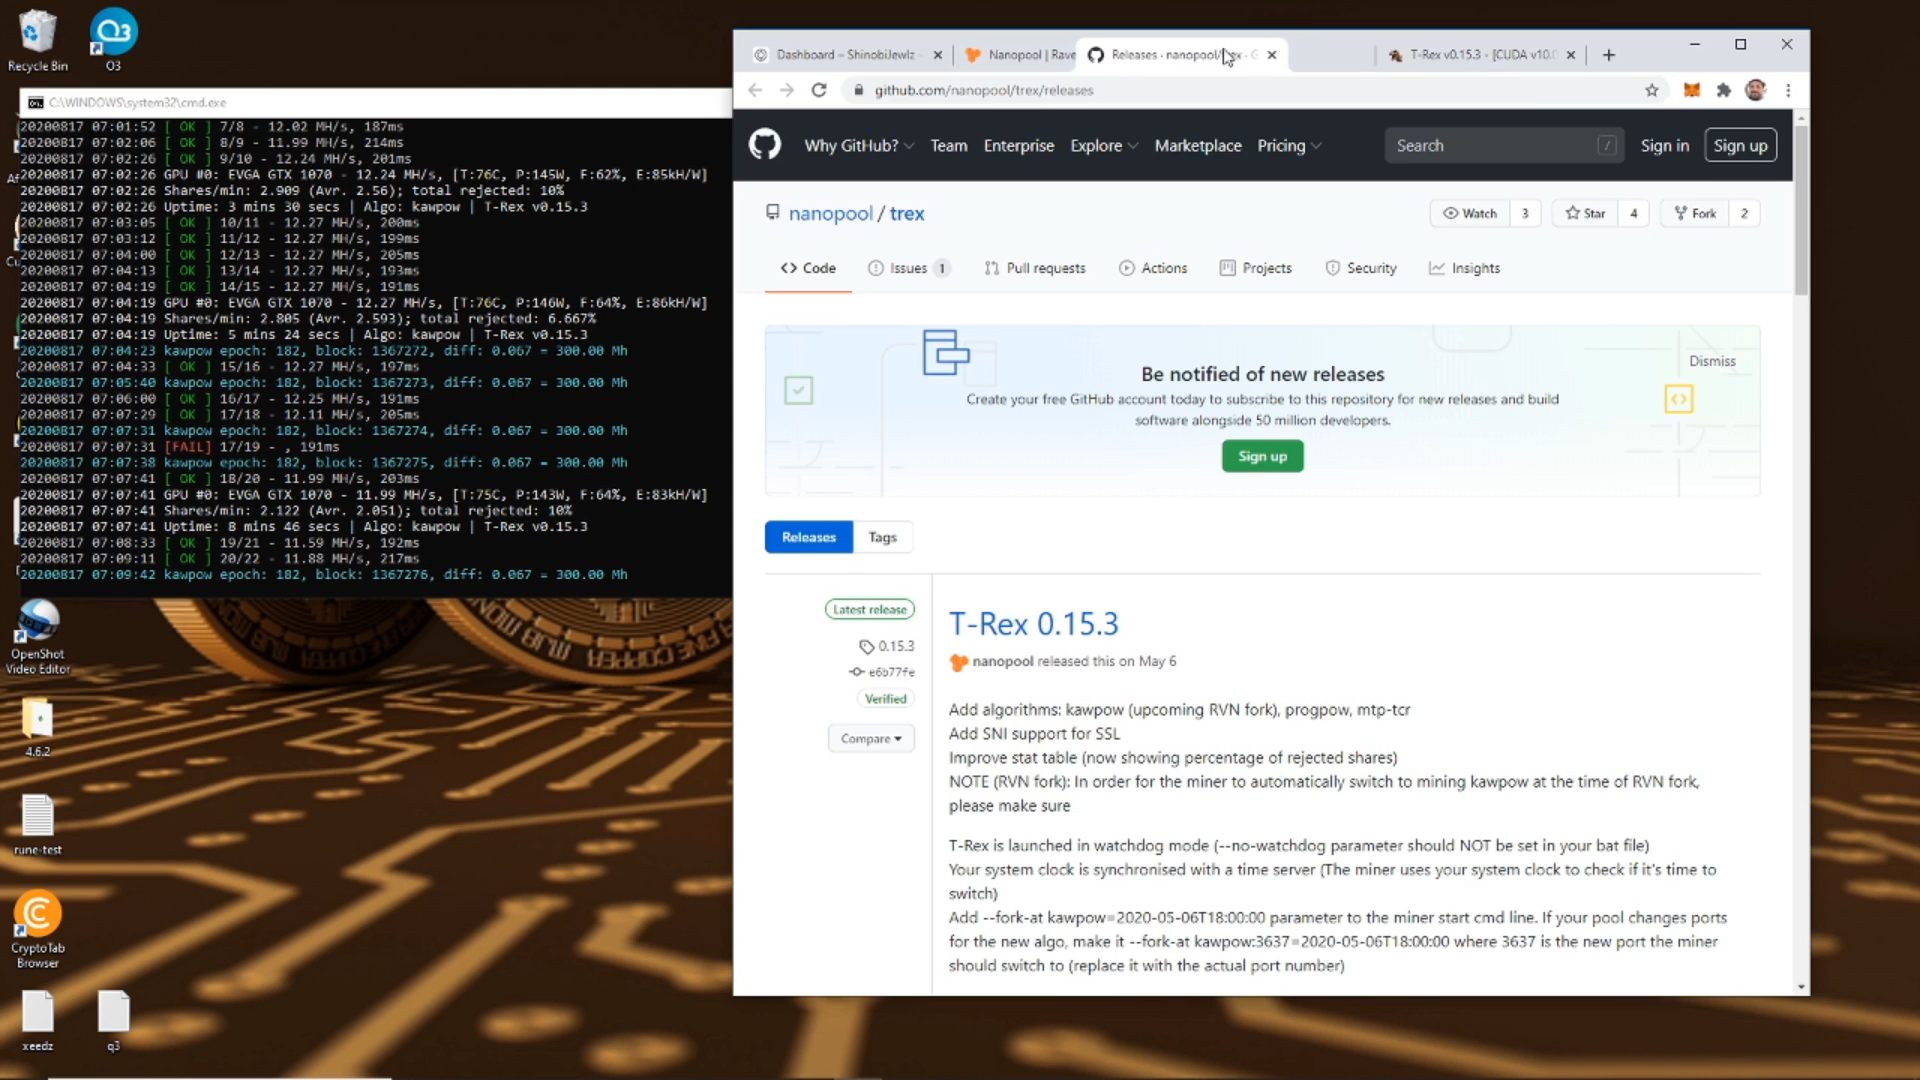 Recycle Bin
O3
C:\WINDOWS\system32\cmd.exe
20200817 07:01:52 [ OK ] 7/8 - 12.02 MH/s, 187ms
20200817 07:02:06 [ OK ] 8/9 - 11.99 MH/s, 214ms
20200817 07:02:26 [ OK ] 9/10 - 12.24 MH/s, 201ms
20200817 07:02:26 GPU #0: EVGA GTX 1070 - 12.24 MH/s, [T:76C, P:145W, F:62%, E:85kH/W]
20200817 07:02:26 Shares/min: 2.909 (Avr. 2.56); total rejected: 10%
20200817 07:02:26 Uptime: 3 mins 30 secs | Algo: kawpow | T-Rex v0.15.3
20200817 07:03:05 [ OK ] 10/11 - 12.27 MH/s, 200ms
20200817 07:03:12 [ OK ] 11/12 - 12.27 MH/s, 199ms
20200817 07:04:00 [ OK ] 12/13 - 12.27 MH/s, 205ms
20200817 07:04:13 [ OK ] 13/14 - 12.27 MH/s, 193ms
20200817 07:04:19 [ OK ] 14/15 - 12.27 MH/s, 191ms
20200817 07:04:19 GPU #0: EVGA GTX 1070 - 12.27 MH/s, [T:76C, P:146W, F:64%, E:86kH/W]
20200817 07:04:19 Shares/min: 2.805 (Avr. 2.593); total rejected: 6.667%
20200817 07:04:19 Uptime: 5 mins 24 secs | Algo: kawpow | T-Rex v0.15.3
20200817 07:04:23 kawpow epoch: 182, block: 1367272, diff: 0.067 = 300.00 Mh
20200817 07:04:33 [ OK ] 15/16 - 12.27 MH/s, 197ms
20200817 07:05:40 kawpow epoch: 182, block: 1367273, diff: 0.067 = 300.00 Mh
20200817 07:06:00 [ OK ] 16/17 - 12.25 MH/s, 191ms
20200817 07:07:29 [ OK ] 17/18 - 12.11 MH/s, 205ms
20200817 07:07:31 kawpow epoch: 182, block: 1367274, diff: 0.067 = 300.00 Mh
20200817 07:07:31 [FAIL] 17/19 - , 191ms
20200817 07:07:38 kawpow epoch: 182, block: 1367275, diff: 0.067 = 300.00 Mh
20200817 07:07:41 [ OK ] 18/20 - 11.99 MH/s, 203ms
20200817 07:07:41 GPU #0: EVGA GTX 1070 - 11.99 MH/s, [T:75C, P:143W, F:64%, E:83kH/W]
20200817 07:07:41 Shares/min: 2.122 (Avr. 2.051); total rejected: 10%
20200817 07:07:41 Uptime: 8 mins 46 secs | Algo: kawpow | T-Rex v0.15.3
20200817 07:08:33 [ OK ] 19/21 - 11.59 MH/s, 192ms
20200817 07:09:11 [ OK ] 20/22 - 11.88 MH/s, 217ms
20200817 07:09:42 kawpow epoch: 182, block: 1367276, diff: 0.067 = 300.00 Mh
OpenShot
Video Editor
4.6.2
rune-test
CryptoTab
Browser
xeedz
q3
Dashboard – ShinobiJewlz -
Nanopool | Rave
Releases · nanopool/trex · G
T-Rex v0.15.3 - [CUDA v10.0
github.com/nanopool/trex/releases
Why GitHub? Team Enterprise Explore Marketplace Pricing
Search /
Sign in Sign up
nanopool / trex
Watch 3 Star 4 Fork 2
Code Issues 1 Pull requests Actions Projects Security Insights
Be notified of new releases
Dismiss
Create your free GitHub account today to subscribe to this repository for new releases and build
software alongside 50 million developers.
Sign up
Releases Tags
Latest release
0.15.3
e6b77fe
Verified
Compare
T-Rex 0.15.3
nanopool released this on May 6
Add algorithms: kawpow (upcoming RVN fork), progpow, mtp-tcr
Add SNI support for SSL
Improve stat table (now showing percentage of rejected shares)
NOTE (RVN fork): In order for the miner to automatically switch to mining kawpow at the time of RVN fork,
please make sure
T-Rex is launched in watchdog mode (--no-watchdog parameter should NOT be set in your bat file)
Your system clock is synchronised with a time server (The miner uses your system clock to check if it's time to
switch)
Add --fork-at kawpow=2020-05-06T18:00:00 parameter to the miner start cmd line. If your pool changes ports
for the new algo, make it --fork-at kawpow:3637=2020-05-06T18:00:00 where 3637 is the new port the miner
should switch to (replace it with the actual port number)